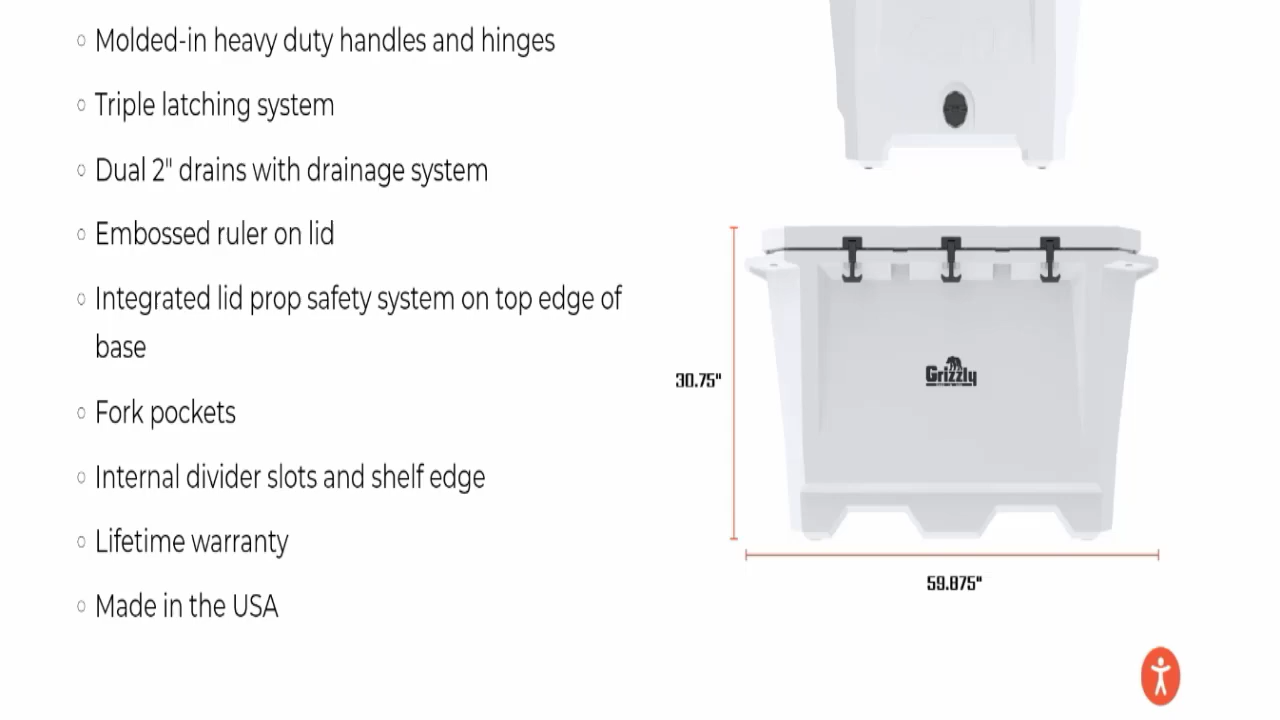 Molded-in heavy duty handles and hinges
Triple latching system
Dual 2" drains with drainage system
Embossed ruler on lid
Integrated lid prop safety system on top edge of
base
Fork pockets
Internal divider slots and shelf edge
Lifetime warranty
Made in the USA
30.75"
Grizzly
59.875"